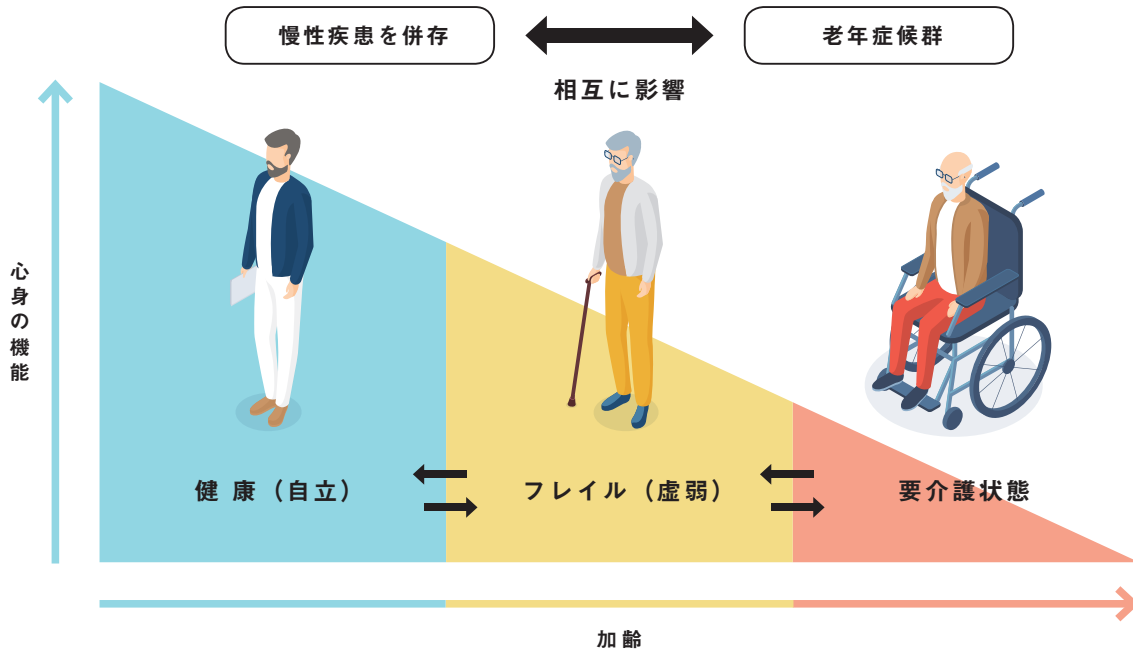 慢性疾患を併存
老年症候群
相互に影響
心身の機能
健康（自立）
フレイル（虚弱）
要介護状態
加齢